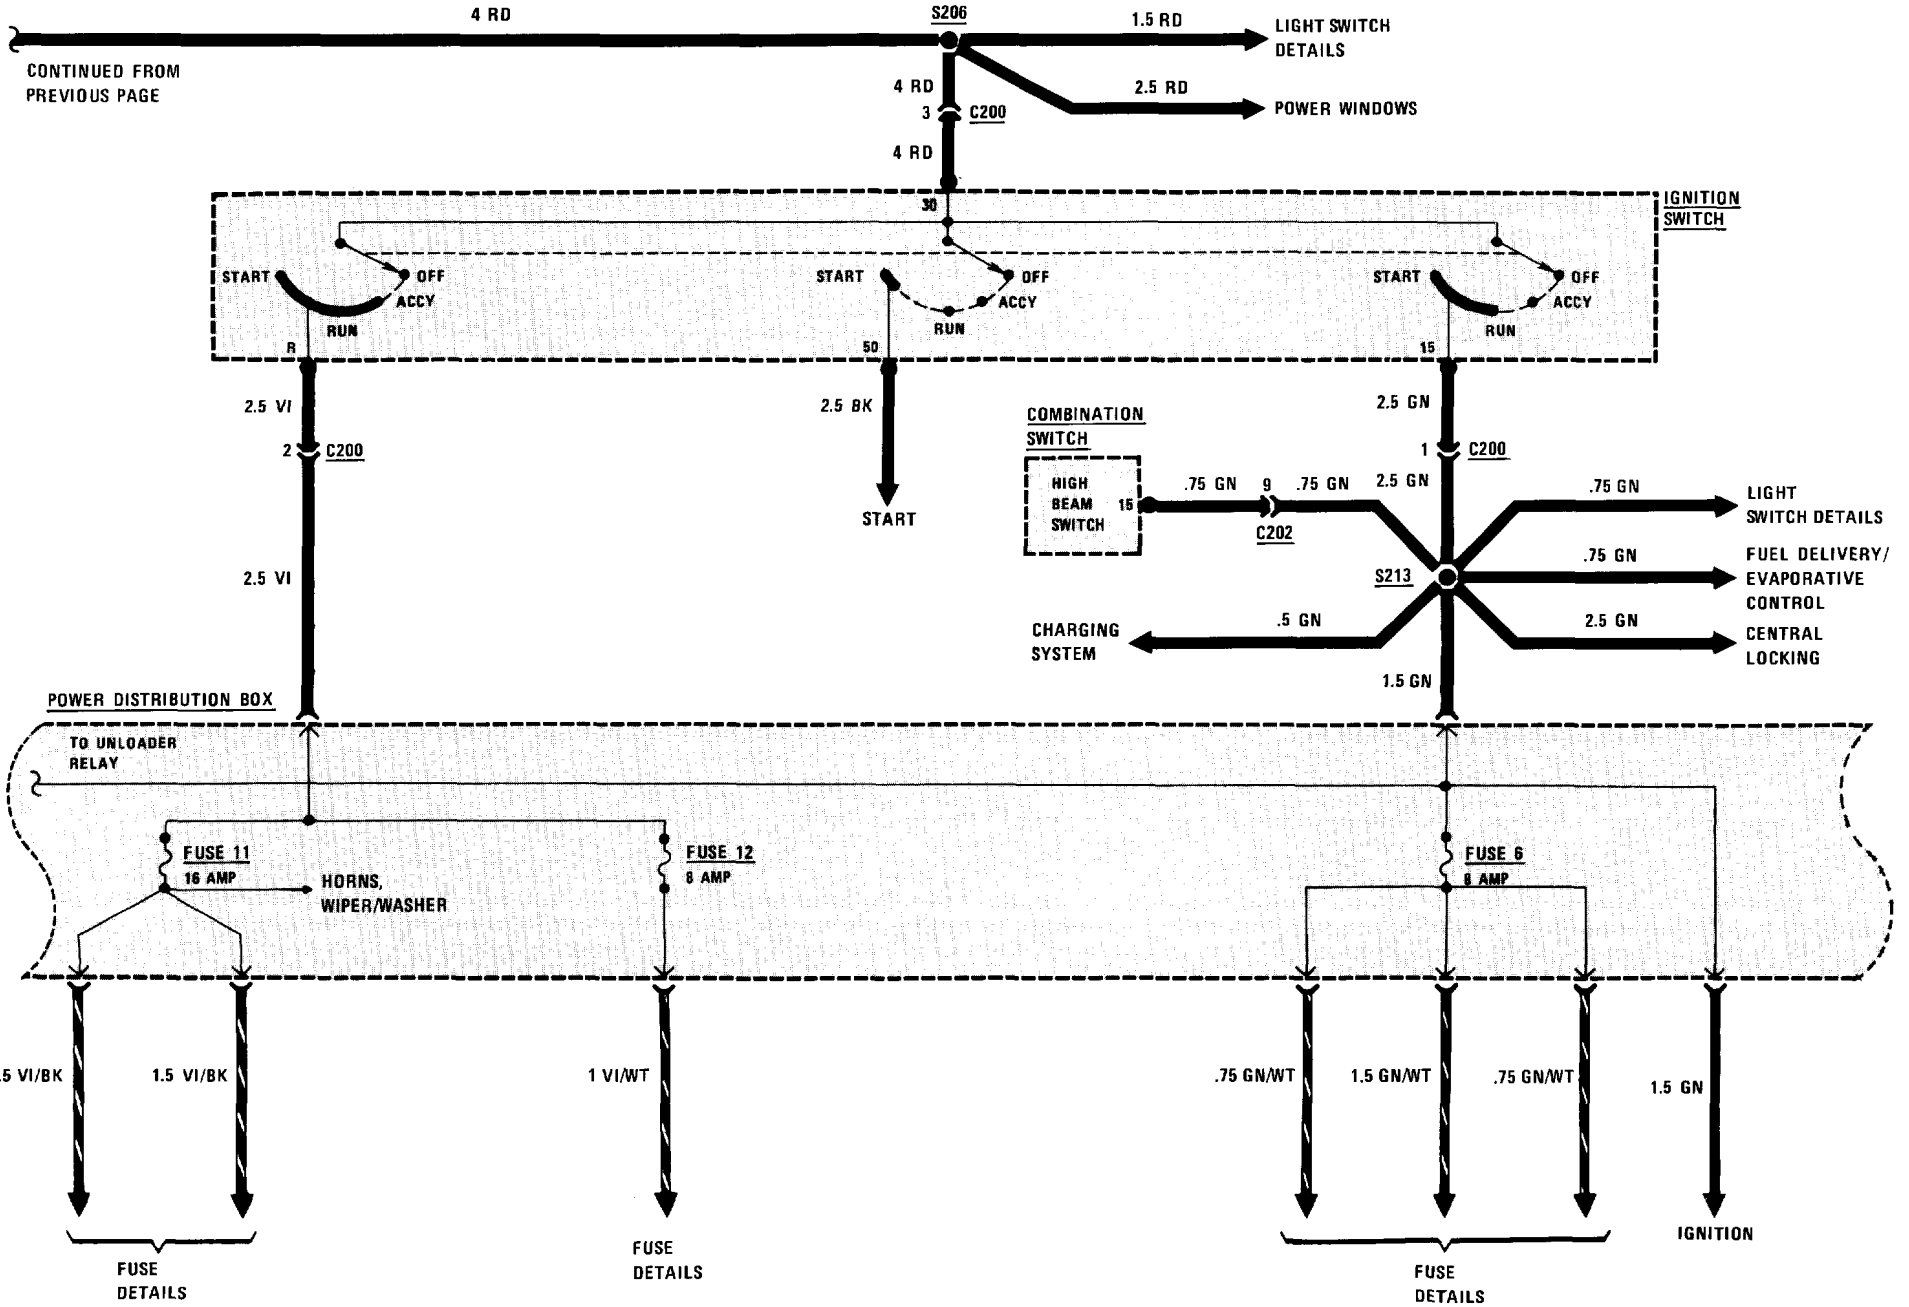 4 RD
S206
1.5 RD
LIGHT SWITCH
DETAILS
CONTINUED FROM
PREVIOUS PAGE
4 RD
2.5 RD
3
C200
POWER WINDOWS
4 RD
30
IGNITION
SWITCH
START
OFF
ACCY
RUN
R
START
OFF
ACCY
RUN
50
START
OFF
ACCY
RUN
15
2.5 VI
2.5 BK
2.5 GN
COMBINATION
SWITCH
2
C200
1
C200
HIGH
BEAM
SWITCH
15
.75 GN
9
.75 GN
2.5 GN
C202
.75 GN
LIGHT
SWITCH DETAILS
START
2.5 VI
S213
.75 GN
FUEL DELIVERY/
EVAPORATIVE
CONTROL
CHARGING
SYSTEM
.5 GN
2.5 GN
CENTRAL
LOCKING
1.5 GN
POWER DISTRIBUTION BOX
TO UNLOADER
RELAY
FUSE 11
16 AMP
HORNS,
WIPER/WASHER
FUSE 12
8 AMP
FUSE 6
8 AMP
.5 VI/BK
1.5 VI/BK
1 VI/WT
.75 GN/WT
1.5 GN/WT
.75 GN/WT
1.5 GN
FUSE
DETAILS
FUSE
DETAILS
FUSE
DETAILS
IGNITION